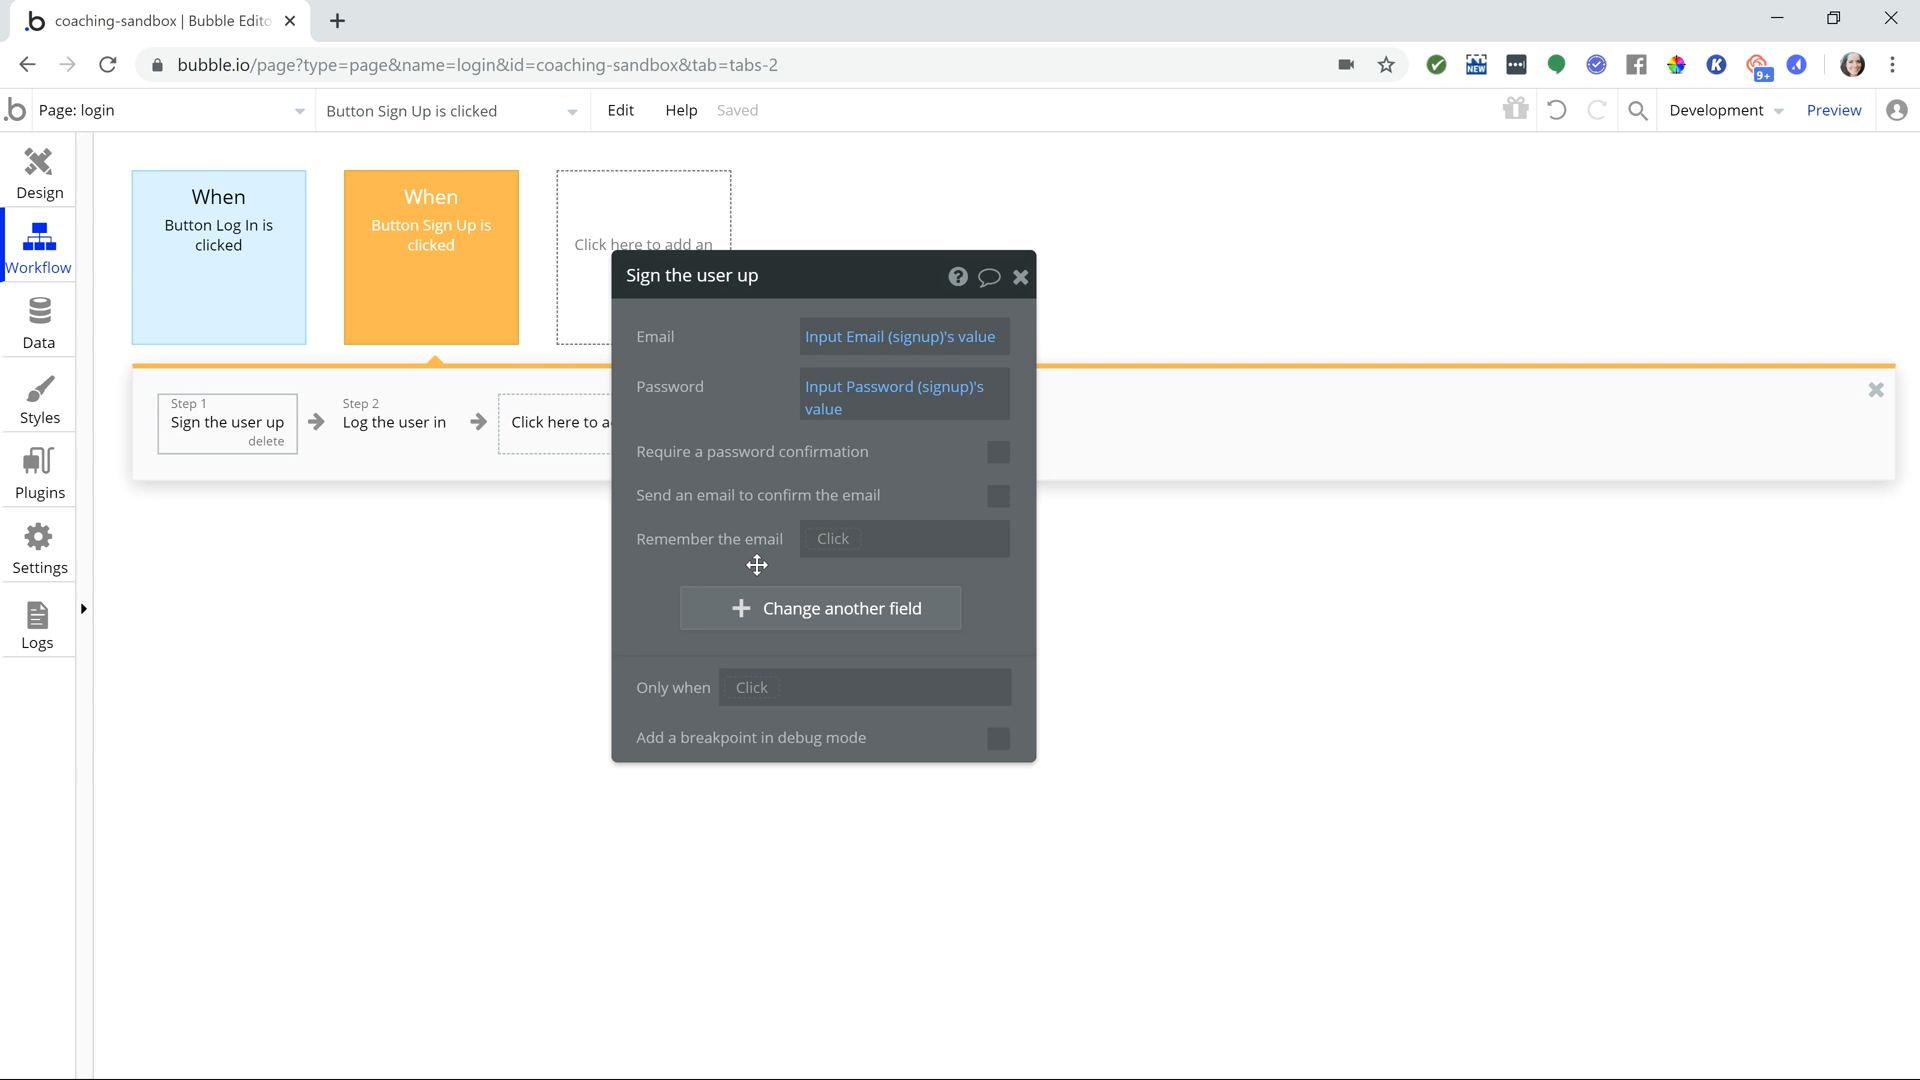 coaching-sandbox | Bubble Edito
bubble.io/page?type=page&name=login&id=coaching-sandbox&tab=tabs-2
NEW
K
9+
b
Page: login
Button Sign Up is clicked
Edit
Help
Saved
Development
Preview
Design
Workflow
Data
Styles
Plugins
Settings
Logs
When
Button Log In is
clicked
When
Button Sign Up is
clicked
Click here to add an
Step 1
Sign the user up
delete
Step 2
Log the user in
Click here to a
Sign the user up
?
Email
Input Email (signup)'s value
Password
Input Password (signup)'s
value
Require a password confirmation
Send an email to confirm the email
Remember the email
Click
Change another field
Only when
Click
Add a breakpoint in debug mode